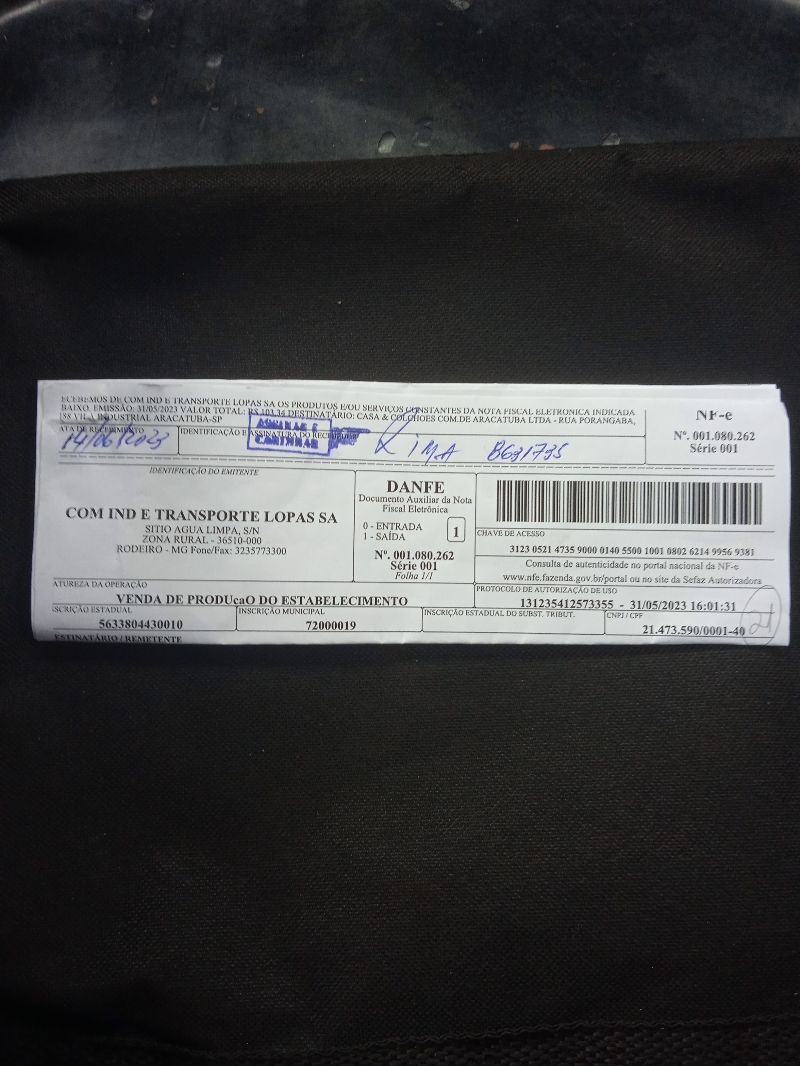 ECEBEMOS DE COM IND E TRANSPORTE LOPAS SA OS PRODUTOS E/OU SERVIÇOS CONSTANTES DA NOTA FISCAL ELETRONICA INDICADA
BAIXO. EMISSÃO: 31/05/2023 VALOR TOTAL: R$ 103,34 DESTINATÁRIO: CASA & COLCHOES COM.DE ARACATUBA LTDA - RUA PORANGABA,
188 VILA INDUSTRIAL ARACATUBA-SP
ATA DE RECEBIMENTO
14/06/2023
IDENTIFICAÇÃO E ASSINATURA DO RECEBEDOR
ASSINAR E
CARIMBAR
LIMA B631735
NF-e
Nº. 001.080.262
Série 001
IDENTIFICAÇÃO DO EMITENTE
COM IND E TRANSPORTE LOPAS SA
SITIO AGUA LIMPA, S/N
ZONA RURAL - 36510-000
RODEIRO - MG Fone/Fax: 3235773300
DANFE
Documento Auxiliar da Nota
Fiscal Eletrônica
0 - ENTRADA
1 - SAÍDA
1
Nº. 001.080.262
Série 001
Folha 1/1
CHAVE DE ACESSO
3123 0521 4735 9000 0140 5500 1001 0802 6214 9956 9381
Consulta de autenticidade no portal nacional da NF-e
www.nfe.fazenda.gov.br/portal ou no site da Sefaz Autorizadora
ATUREZA DA OPERAÇÃO
VENDA DE PRODUcaO DO ESTABELECIMENTO
PROTOCOLO DE AUTORIZAÇÃO DE USO
131235412573355 - 31/05/2023 16:01:31
SCRIÇÃO ESTADUAL
5633804430010
INSCRIÇÃO MUNICIPAL
72000019
INSCRIÇÃO ESTADUAL DO SUBST. TRIBUT.
CNPJ / CPF
21.473.590/0001-40
21
ESTINATÁRIO / REMETENTE